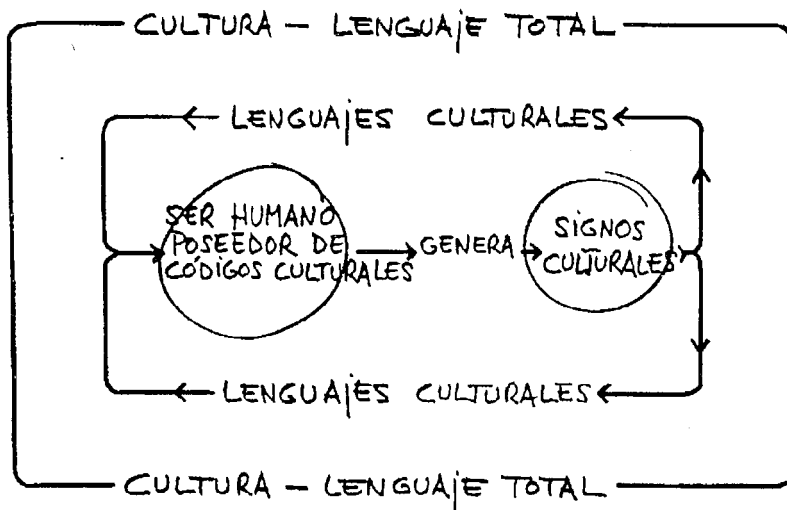 CULTURA – LENGUAjE TOTAL
LENGUAjES CULTURALES
SER HUMANO
POSEEDOR DE
CÓDIGOS CULTURALES
GENERA
SIGNOS
CULTURALES
LENGUAjES CULTURALES
CULTURA – LENGUAjE TOTAL